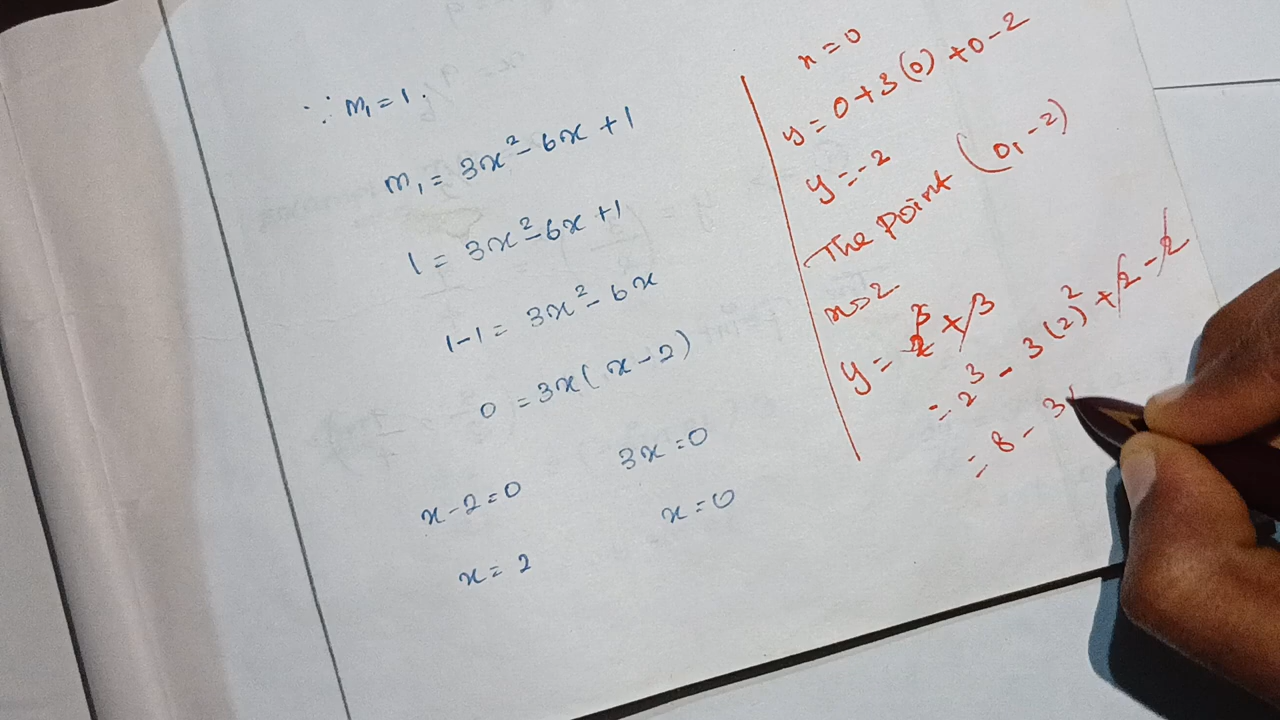 ∵ m₁ = 1.
m₁ = 3x² - 6x + 1
1 = 3x² - 6x + 1
1 - 1 = 3x² - 6x
0 = 3x(x - 2)
x - 2 = 0 3x = 0
x = 2 x = 0
x = 0
y = 0 + 3(0) + 0 - 2
y = -2
The Point (0, -2)
x = 2
y = 2³ + 3
= 2³ - 3(2)² + 2 - 2
= 8 - 3